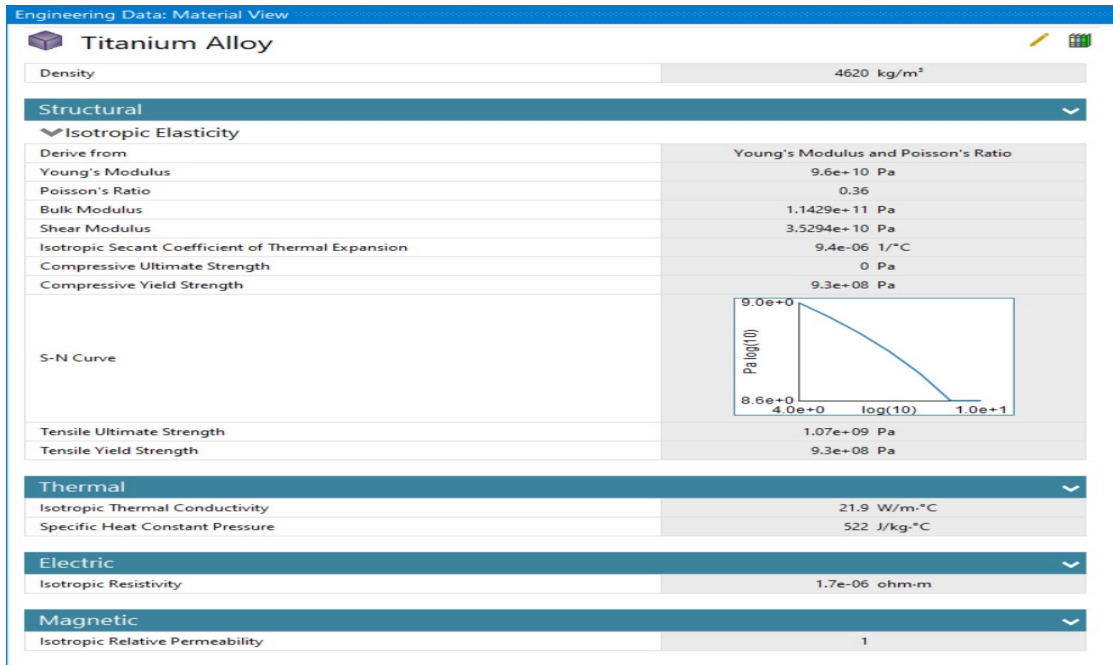 Engineering Data: Material View
Titanium Alloy
Density 4620 kg/m³
Structural
Isotropic Elasticity
Derive from Young's Modulus and Poisson's Ratio
Young's Modulus 9.6e+10 Pa
Poisson's Ratio 0.36
Bulk Modulus 1.1429e+11 Pa
Shear Modulus 3.5294e+10 Pa
Isotropic Secant Coefficient of Thermal Expansion 9.4e-06 1/°C
Compressive Ultimate Strength 0 Pa
Compressive Yield Strength 9.3e+08 Pa
S-N Curve
9.0e+0
Pa log(10)
8.6e+0
4.0e+0 log(10) 1.0e+1
Tensile Ultimate Strength 1.07e+09 Pa
Tensile Yield Strength 9.3e+08 Pa
Thermal
Isotropic Thermal Conductivity 21.9 W/m·°C
Specific Heat Constant Pressure 522 J/kg·°C
Electric
Isotropic Resistivity 1.7e-06 ohm·m
Magnetic
Isotropic Relative Permeability 1